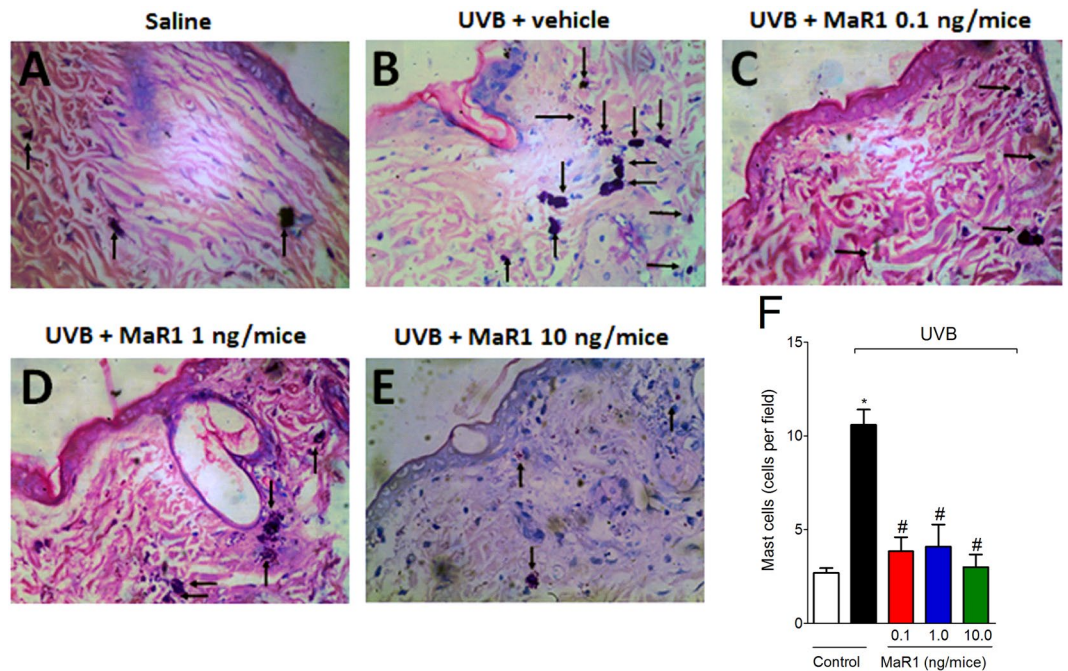 Saline
UVB + vehicle
UVB + MaR1 0.1 ng/mice
A
B
C
UVB + MaR1 1 ng/mice
UVB + MaR1 10 ng/mice
D
E
F
UVB
15
10
5
0
Mast cells (cells per field)
*
#
#
#
0.1
1.0
10.0
Control
MaR1 (ng/mice)